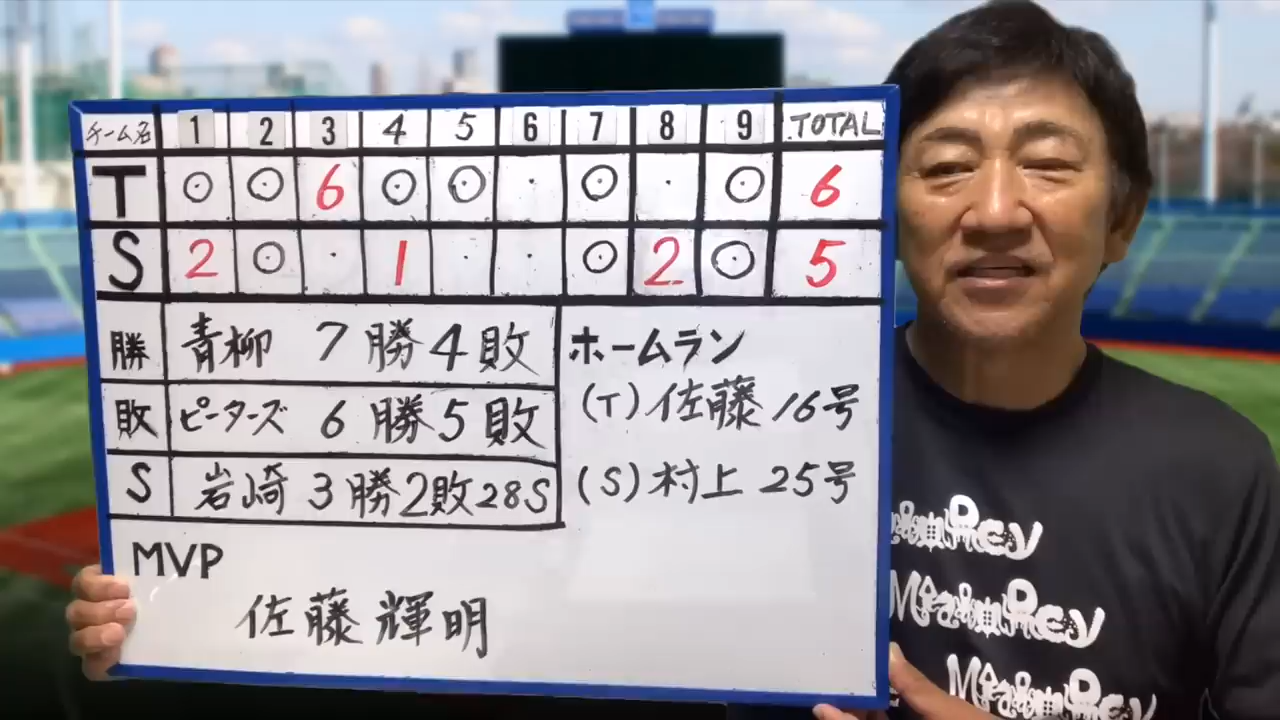 チーム名 1 2 3 4 5 6 7 8 9 TOTAL
T 0 0 6 0 0 · 0 · 0 6
S 2 0 · 1 · · 0 2 0 5
勝 青柳 7勝4敗
敗 ピーターズ 6勝5敗
S 岩崎 3勝2敗28S
ホームラン
(T)佐藤16号
(S)村上 25号
MVP
佐藤輝明